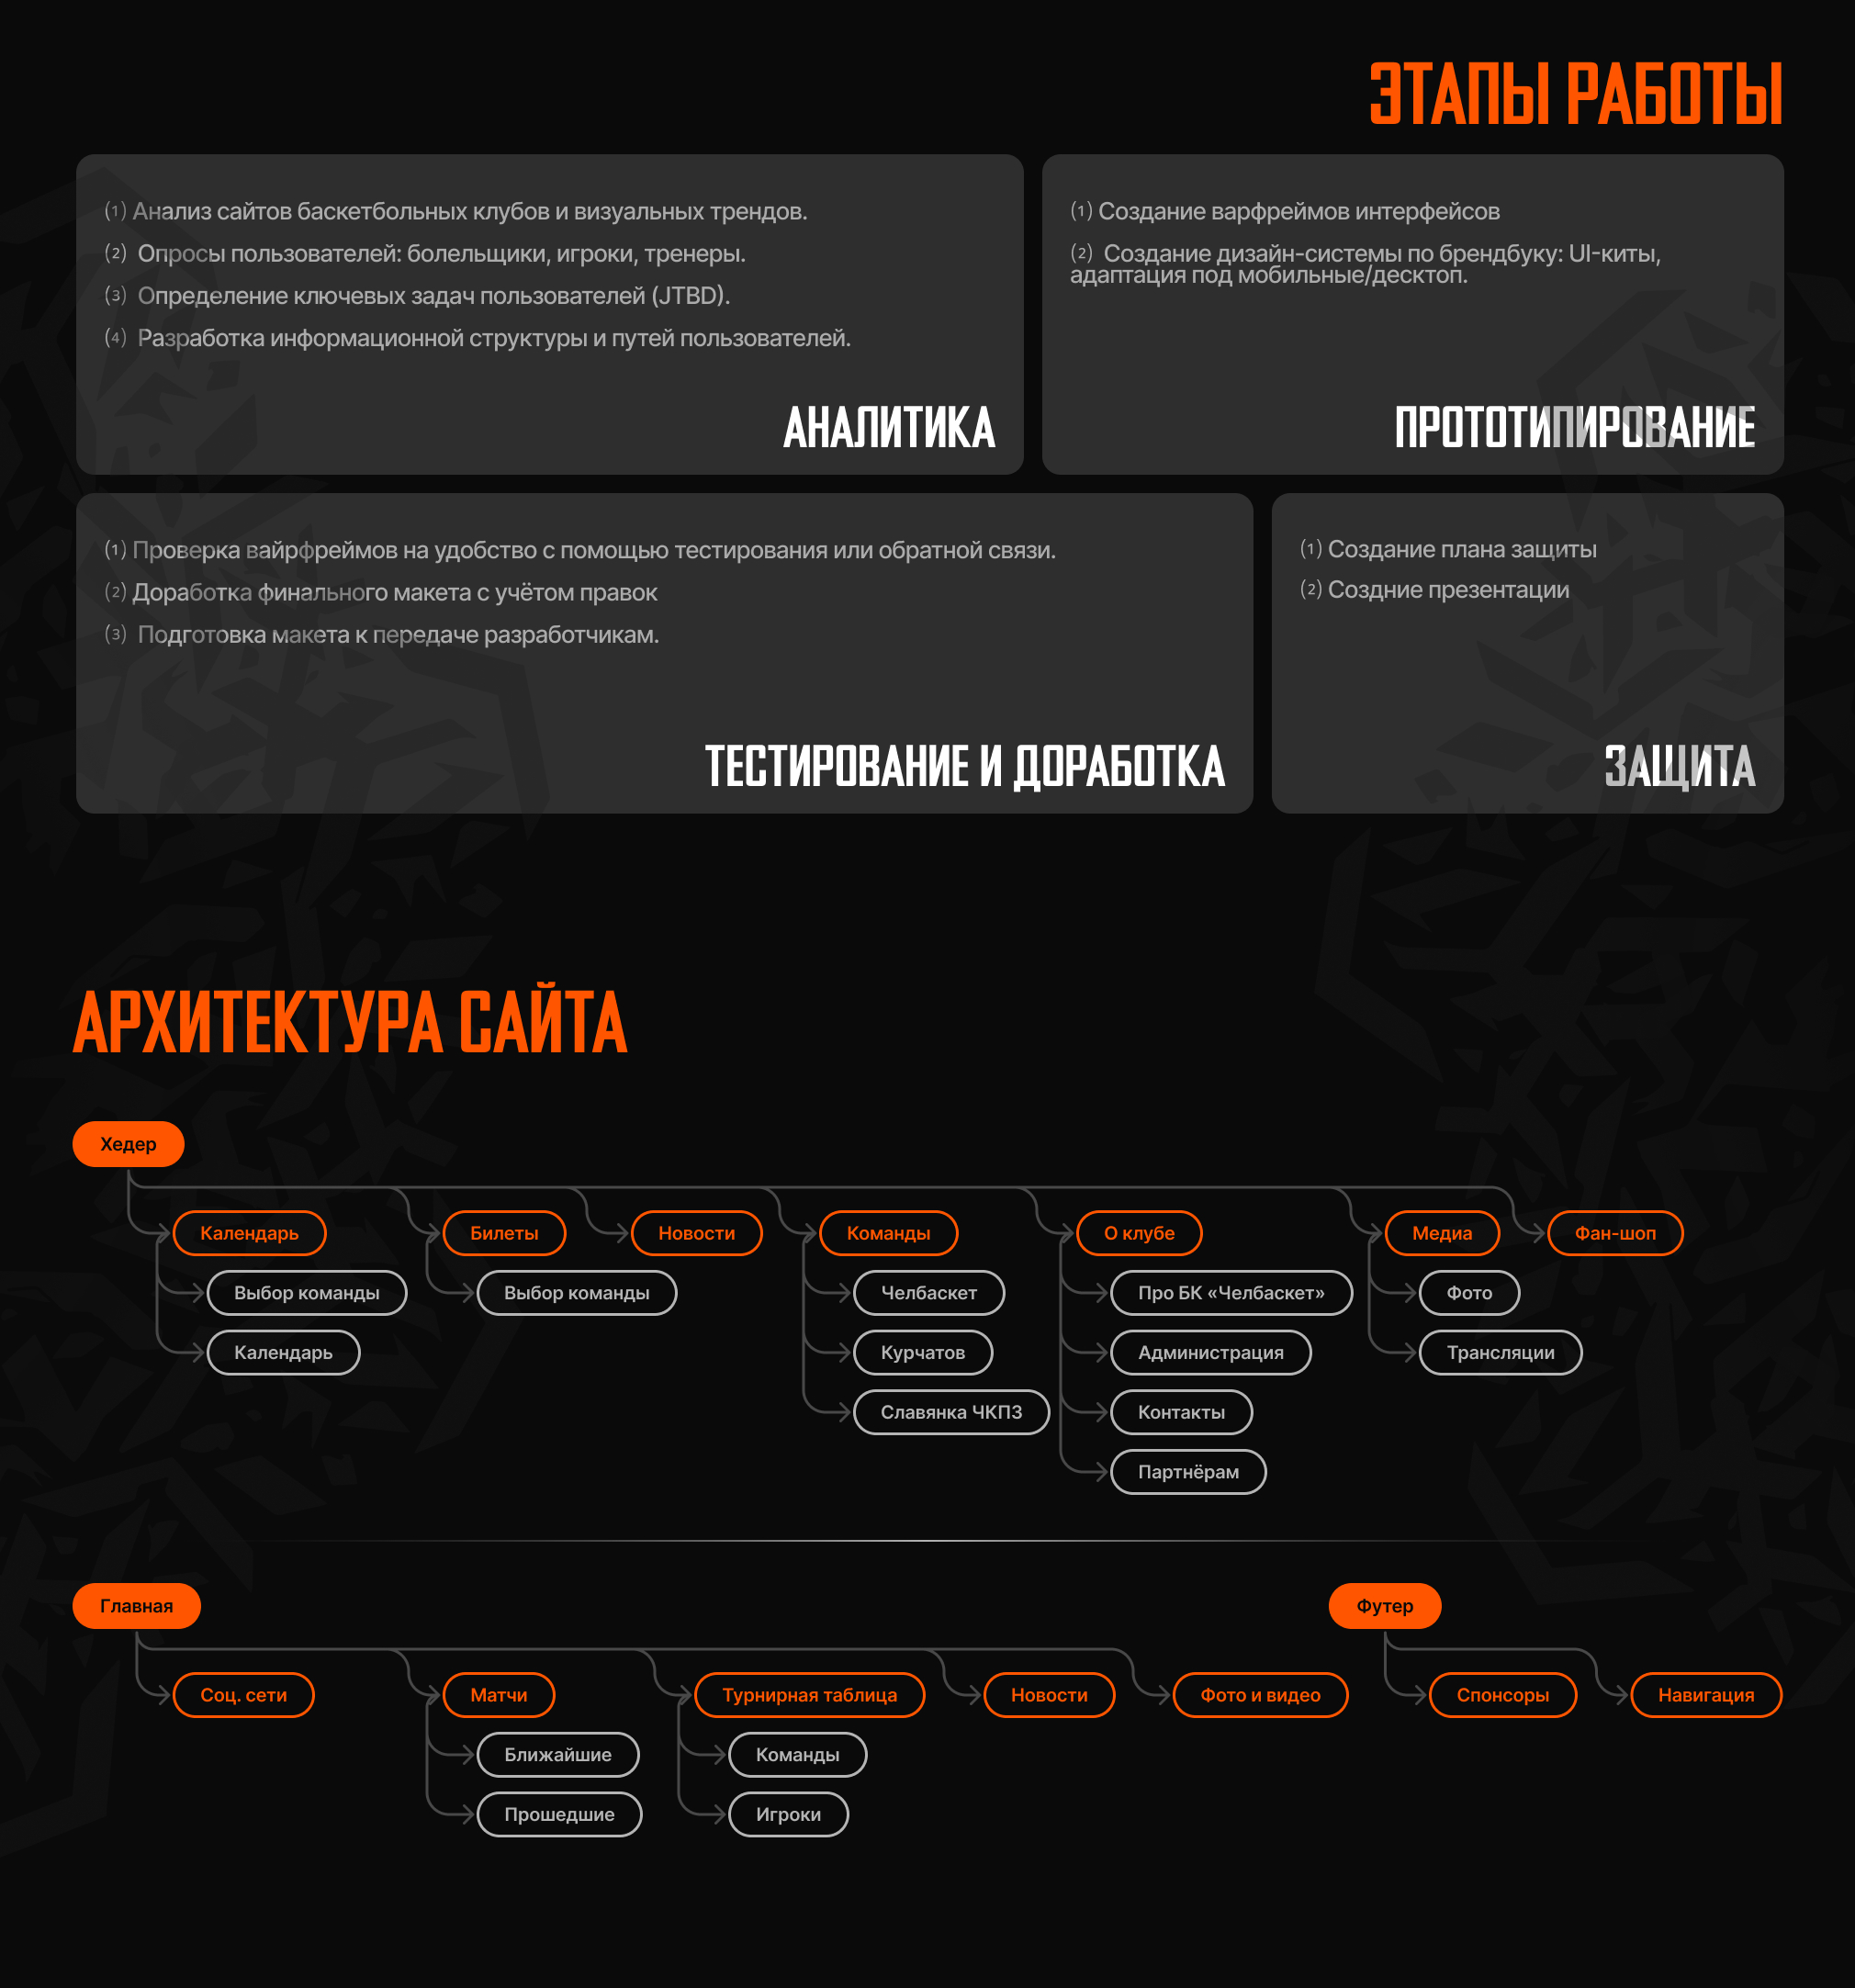 ЭТАПЫ РАБОТЫ
(1) Анализ сайтов баскетбольных клубов и визуальных трендов.
(2) Опросы пользователей: болельщики, игроки, тренеры.
(3) Определение ключевых задач пользователей (JTBD).
(4) Разработка информационной структуры и путей пользователей.
АНАЛИТИКА
(1) Создание варфреймов интерфейсов
(2) Создание дизайн-системы по брендбуку: UI-киты,
адаптация под мобильные/десктоп.
ПРОТОТИПИРОВАНИЕ
(1) Проверка вайрфреймов на удобство с помощью тестирования или обратной связи.
(2) Доработка финального макета с учётом правок
(3) Подготовка макета к передаче разработчикам.
ТЕСТИРОВАНИЕ И ДОРАБОТКА
(1) Создание плана защиты
(2) Создние презентации
ЗАЩИТА
АРХИТЕКТУРА САЙТА
Хедер
Календарь
Выбор команды
Календарь
Билеты
Выбор команды
Новости
Команды
Челбаскет
Курчатов
Славянка ЧКПЗ
О клубе
Про БК «Челбаскет»
Администрация
Контакты
Партнёрам
Медиа
Фото
Трансляции
Фан-шоп
Главная
Соц. сети
Матчи
Ближайшие
Прошедшие
Турнирная таблица
Команды
Игроки
Новости
Фото и видео
Футер
Спонсоры
Навигация